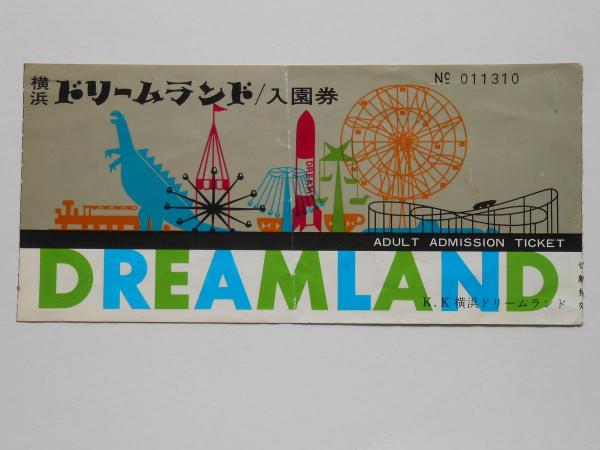 横浜 ドリームランド/入園券
№ 011310
DREAM
ADULT ADMISSION TICKET
DREAMLAND
K.K横浜ドリームランド